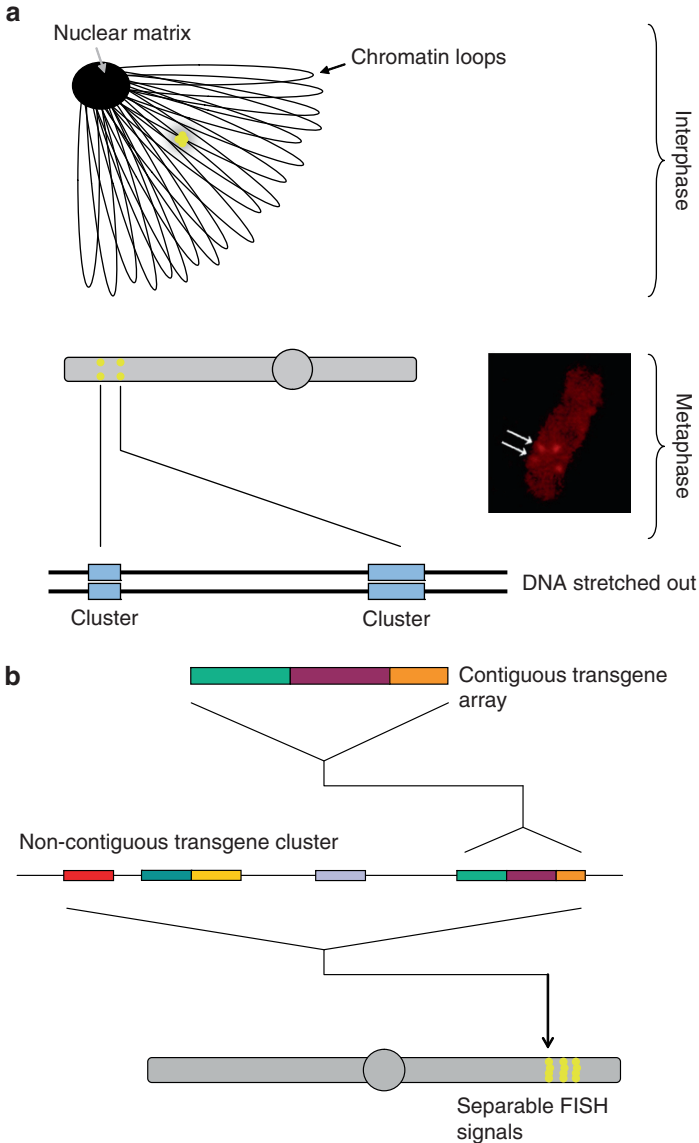 a
Nuclear matrix
Chromatin loops
Interphase
Metaphase
DNA stretched out
Cluster
Cluster
b
Contiguous transgene
array
Non-contiguous transgene cluster
Separable FISH
signals